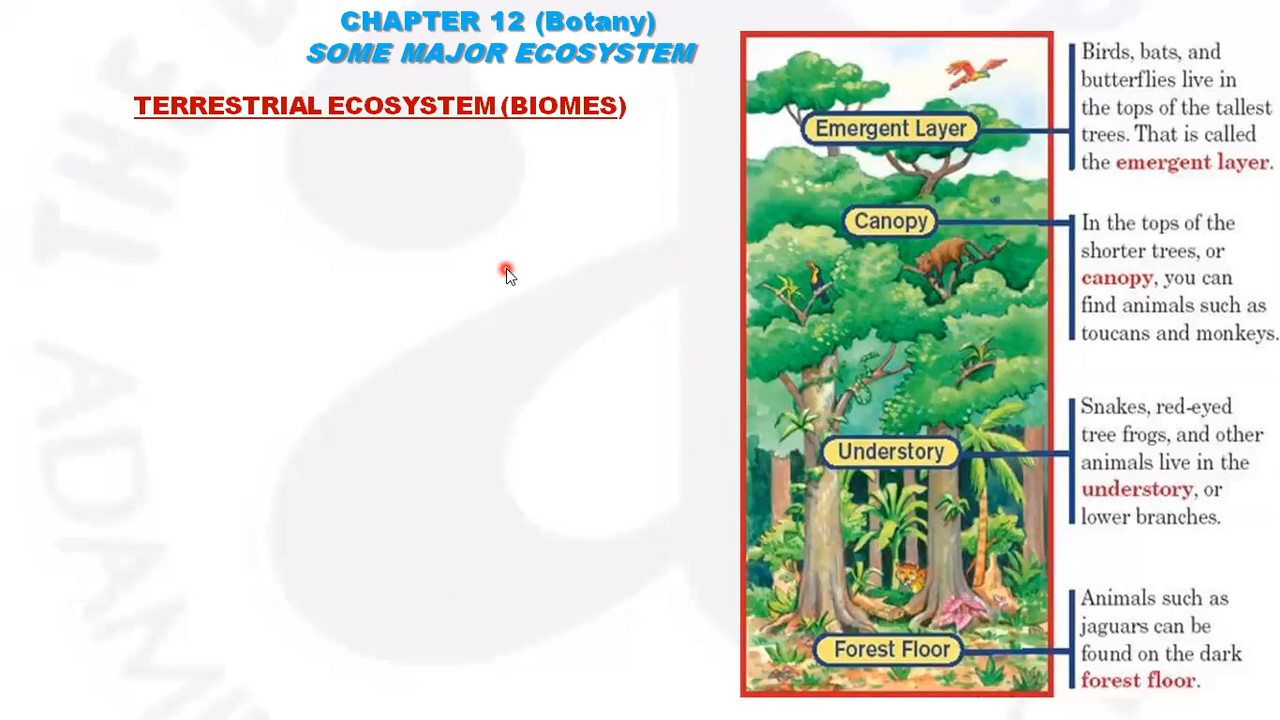 CHAPTER 12 (Botany)
SOME MAJOR ECOSYSTEM
TERRESTRIAL ECOSYSTEM (BIOMES)
Emergent Layer
Birds, bats, and
butterflies live in
the tops of the tallest
trees. That is called
the emergent layer.
Canopy
In the tops of the
shorter trees, or
canopy, you can
find animals such as
toucans and monkeys.
Understory
Snakes, red-eyed
tree frogs, and other
animals live in the
understory, or
lower branches.
Forest Floor
Animals such as
jaguars can be
found on the dark
forest floor.